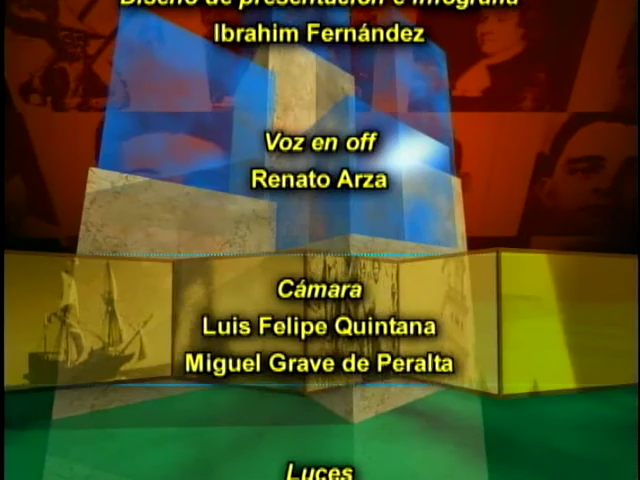 Diseño de presentación e infografía
Ibrahim Fernández
Voz en off
Renato Arza
Cámara
Luis Felipe Quintana
Miguel Grave de Peralta
Luces